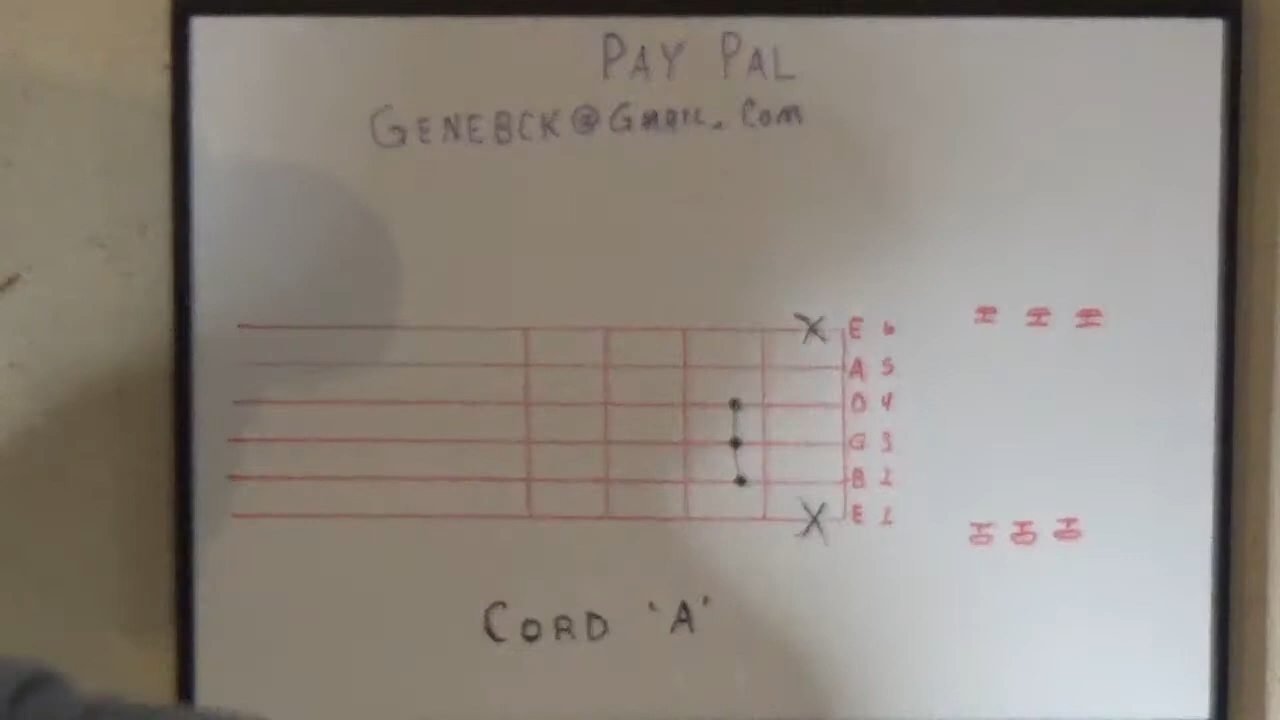 PAY PAL
GENEBCK@GMAIL.COM
X E 6
A 5
D 4
G 3
B 2
X E 1
CORD 'A'